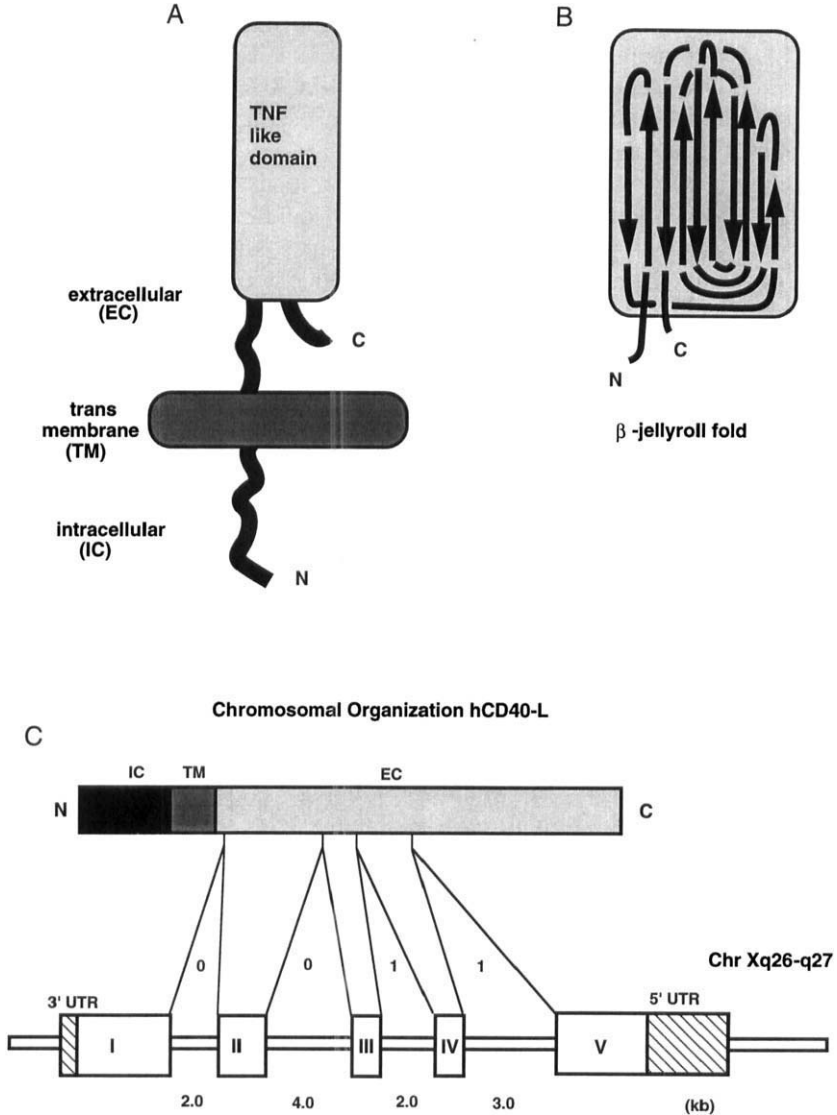 A
TNF
like
domain
extracellular
(EC)
C
trans
membrane
(TM)
intracellular
(IC)
N
B
N
C
β -jellyroll fold
Chromosomal Organization hCD40-L
C
IC TM EC
N C
0 0 1 1
Chr Xq26-q27
3' UTR 5' UTR
I II III IV V
2.0 4.0 2.0 3.0 (kb)